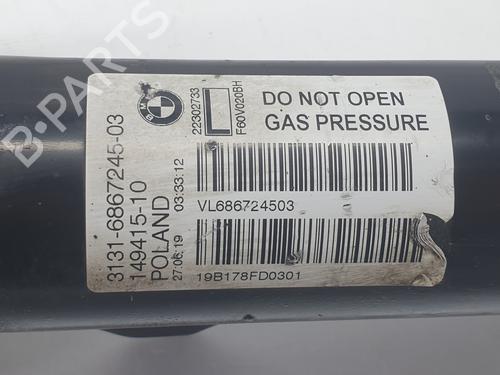 BMW
22302733
L
F60V020BH
DO NOT OPEN
GAS PRESSURE
3131-6867245-03
149415-10
POLAND
27.06.19 03:33:12
VL686724503
19B178FD0301
B-PARTS